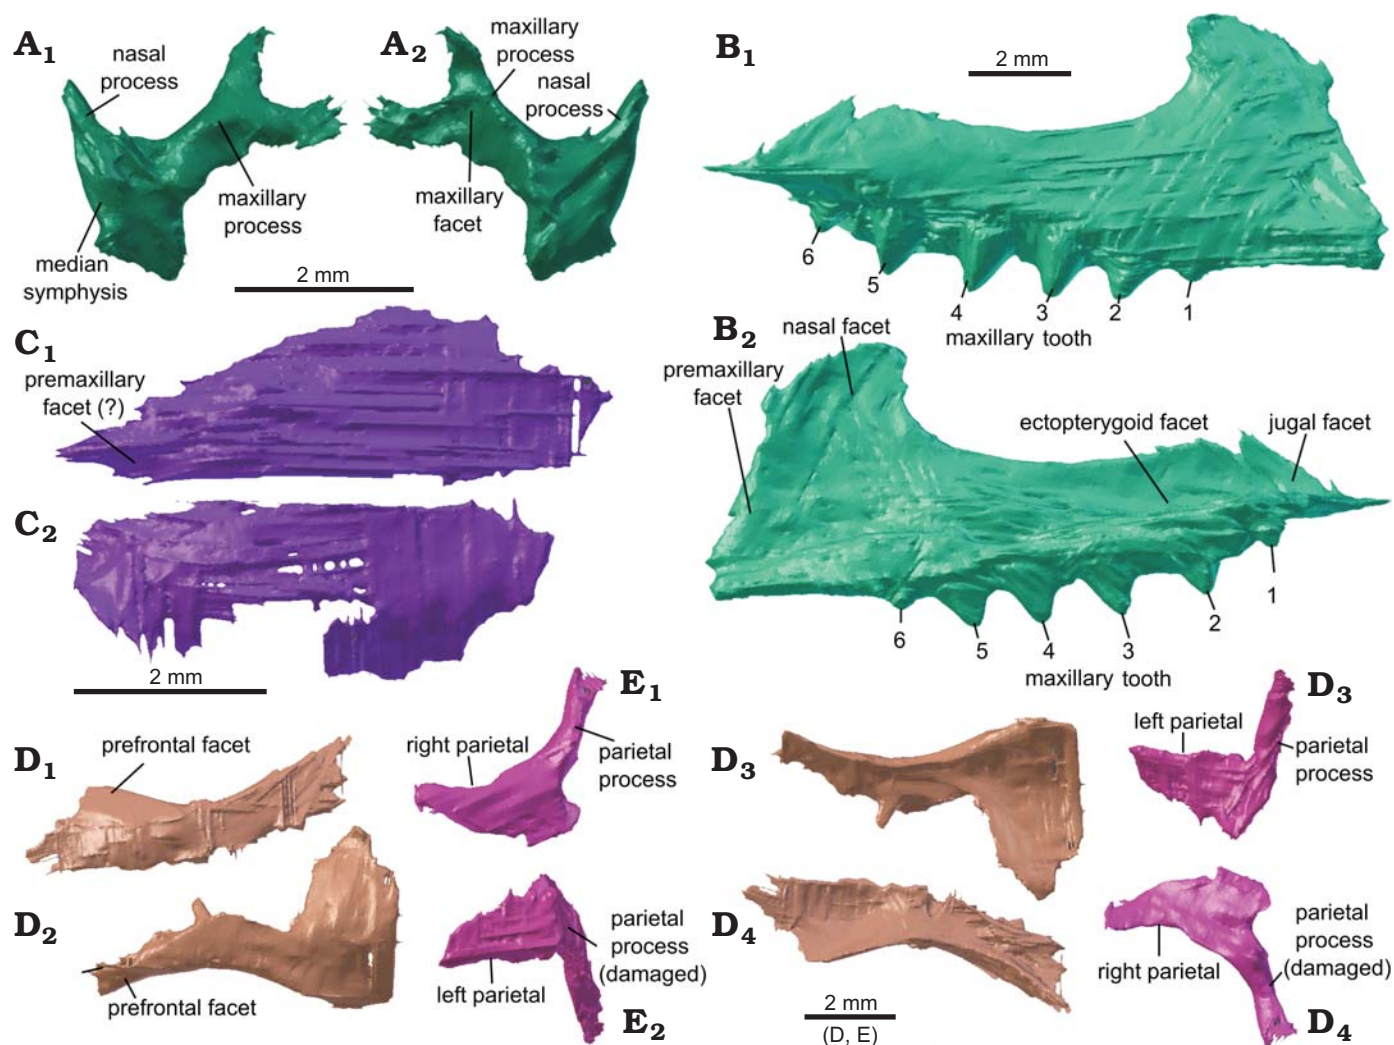 A1
nasal
process
A2
maxillary
process
nasal
process
maxillary
process
maxillary
facet
median
symphysis
2 mm
B1
2 mm
6
5
4
3
2
1
maxillary tooth
C1
premaxillary
facet (?)
C2
2 mm
B2
nasal facet
premaxillary
facet
ectopterygoid facet
jugal facet
6
5
4
3
2
1
maxillary tooth
D1
prefrontal facet
D2
prefrontal facet
E1
right parietal
parietal
process
parietal
process
(damaged)
left parietal
E2
D3
D4
2 mm
(D, E)
D3
left parietal
parietal
process
parietal
process
(damaged)
right parietal
D4